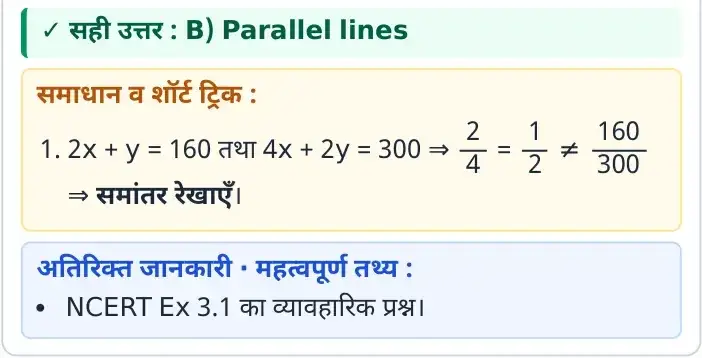 ✓ सही उत्तर : B) Parallel lines
समाधान व शॉर्ट ट्रिक :
1. 2x + y = 160 तथा 4x + 2y = 300 ⇒ 2/4 = 1/2 ≠ 160/300
⇒ समांतर रेखाएँ।
अतिरिक्त जानकारी · महत्वपूर्ण तथ्य :
• NCERT Ex 3.1 का व्यावहारिक प्रश्न।